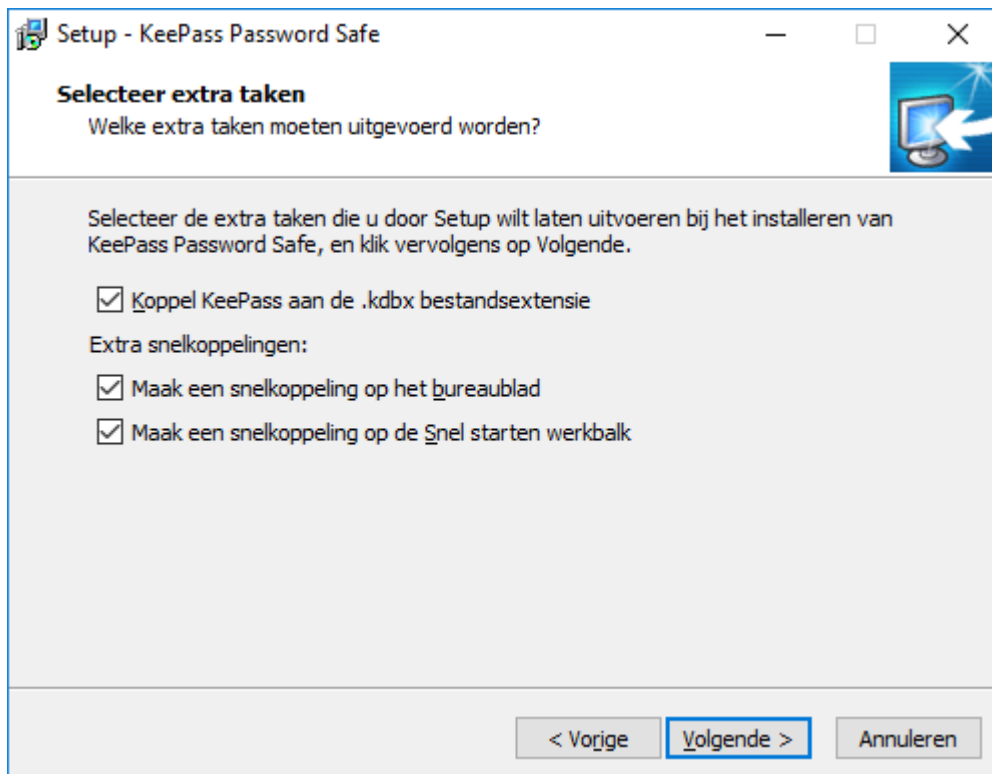 Setup - KeePass Password Safe
Selecteer extra taken
Welke extra taken moeten uitgevoerd worden?
Selecteer de extra taken die u door Setup wilt laten uitvoeren bij het installeren van
KeePass Password Safe, en klik vervolgens op Volgende.
Koppel KeePass aan de .kdbx bestandsextensie
Extra snelkoppelingen:
Maak een snelkoppeling op het bureaublad
Maak een snelkoppeling op de Snel starten werkbalk
< Vorige
Volgende >
Annuleren